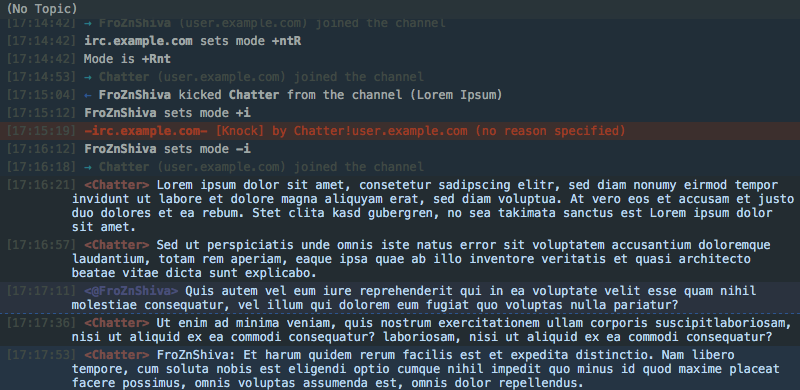 (No Topic)
[17:14:42] → FroZnShiva (user.example.com) joined the channel
[17:14:42] irc.example.com sets mode +ntR
[17:14:42] Mode is +Rnt
[17:14:53] → Chatter (user.example.com) joined the channel
[17:15:04] ← FroZnShiva kicked Chatter from the channel (Lorem Ipsum)
[17:15:12] FroZnShiva sets mode +i
[17:15:19] -irc.example.com- [Knock] by Chatter!user.example.com (no reason specified)
[17:16:12] FroZnShiva sets mode -i
[17:16:18] → Chatter (user.example.com) joined the channel
[17:16:21] <Chatter> Lorem ipsum dolor sit amet, consetetur sadipscing elitr, sed diam nonumy eirmod tempor
invidunt ut labore et dolore magna aliquyam erat, sed diam voluptua. At vero eos et accusam et justo
duo dolores et ea rebum. Stet clita kasd gubergren, no sea takimata sanctus est Lorem ipsum dolor
sit amet.
[17:16:57] <Chatter> Sed ut perspiciatis unde omnis iste natus error sit voluptatem accusantium doloremque
laudantium, totam rem aperiam, eaque ipsa quae ab illo inventore veritatis et quasi architecto
beatae vitae dicta sunt explicabo.
[17:17:11] <@FroZnShiva> Quis autem vel eum iure reprehenderit qui in ea voluptate velit esse quam nihil
molestiae consequatur, vel illum qui dolorem eum fugiat quo voluptas nulla pariatur?
[17:17:36] <Chatter> Ut enim ad minima veniam, quis nostrum exercitationem ullam corporis suscipitlaboriosam,
nisi ut aliquid ex ea commodi consequatur? laboriosam, nisi ut aliquid ex ea commodi consequatur?
[17:17:53] <Chatter> FroZnShiva: Et harum quidem rerum facilis est et expedita distinctio. Nam libero
tempore, cum soluta nobis est eligendi optio cumque nihil impedit quo minus id quod maxime placeat
facere possimus, omnis voluptas assumenda est, omnis dolor repellendus.